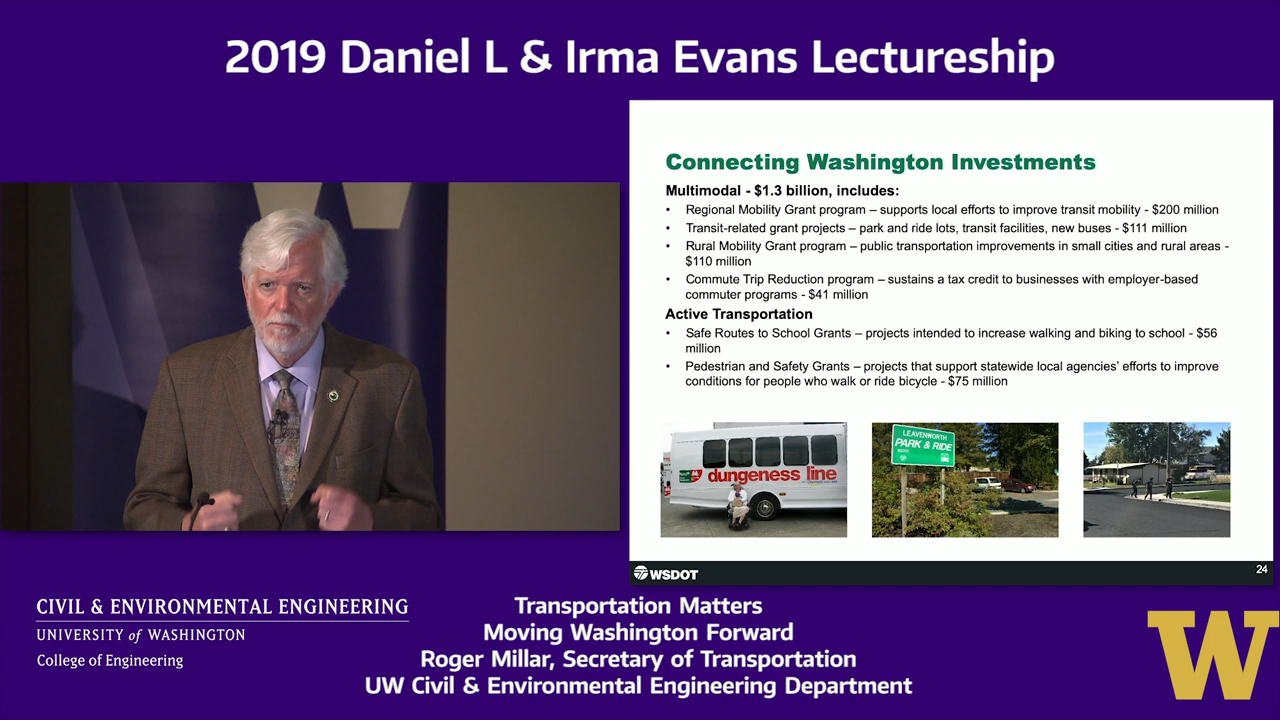 2019 Daniel L & Irma Evans Lectureship
Connecting Washington Investments
Multimodal - $1.3 billion, includes:
• Regional Mobility Grant program – supports local efforts to improve transit mobility - $200 million
• Transit-related grant projects – park and ride lots, transit facilities, new buses - $111 million
• Rural Mobility Grant program – public transportation improvements in small cities and rural areas -
$110 million
• Commute Trip Reduction program – sustains a tax credit to businesses with employer-based
commuter programs - $41 million
Active Transportation
• Safe Routes to School Grants – projects intended to increase walking and biking to school - $56
million
• Pedestrian and Safety Grants – projects that support statewide local agencies' efforts to improve
conditions for people who walk or ride bicycle - $75 million
dungeness line
LEAVENWORTH
PARK & RIDE
WSDOT
24
CIVIL & ENVIRONMENTAL ENGINEERING
UNIVERSITY of WASHINGTON
College of Engineering
Transportation Matters
Moving Washington Forward
Roger Millar, Secretary of Transportation
UW Civil & Environmental Engineering Department
W